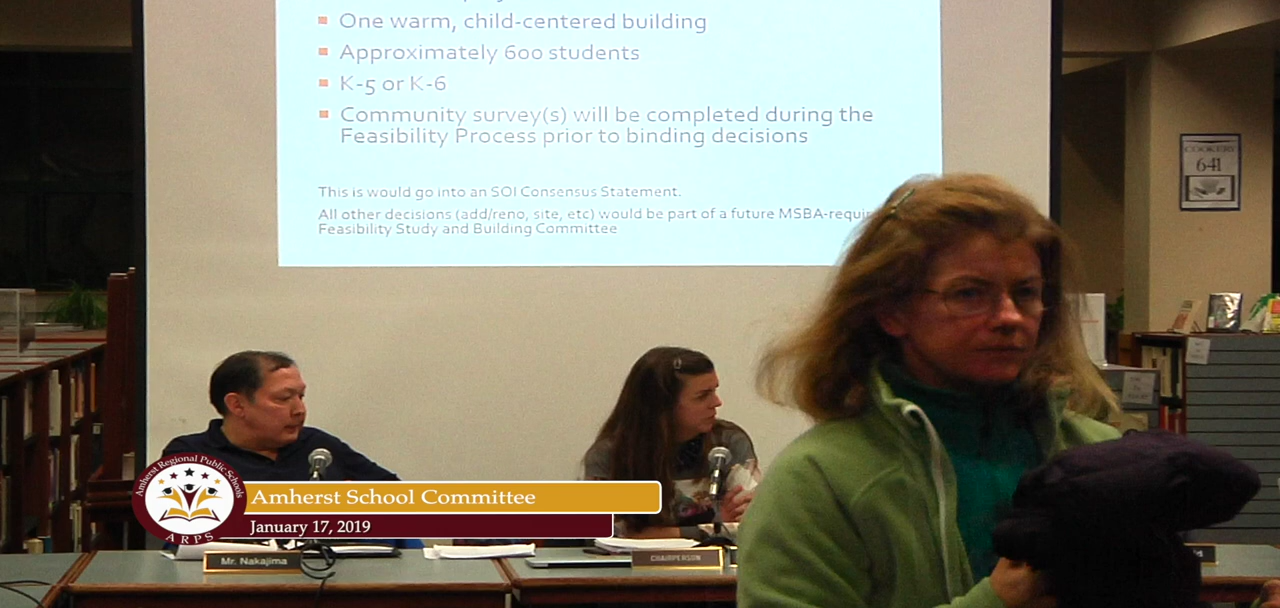 One warm, child-centered building
Approximately 600 students
K-5 or K-6
Community survey(s) will be completed during the
Feasibility Process prior to binding decisions
This is would go into an SOI Consensus Statement.
All other decisions (add/reno, site, etc) would be part of a future
Feasibility Study and Building Committee
COOKERY
641
Amherst Regional Public Schools
ARPS
Amherst School Committee
January 17, 2019
Mr. Nakajima
CHAIRPERSON